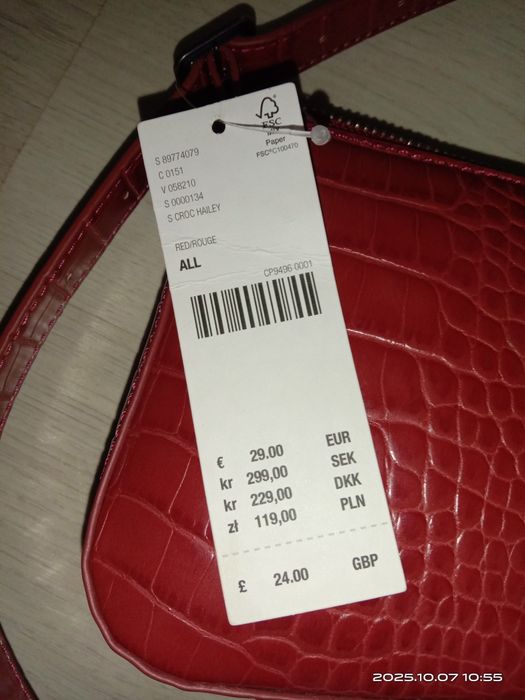 FSC
Paper
FSC® C100470
S 89774079
C 0151
V 058210
S 0000134
S CROC HAILEY
RED/ROUGE
ALL
CP9496 0001
€ 29.00 EUR
kr 299,00 SEK
kr 229,00 DKK
zł 119,00 PLN
£ 24.00 GBP
2025.10.07 10:55